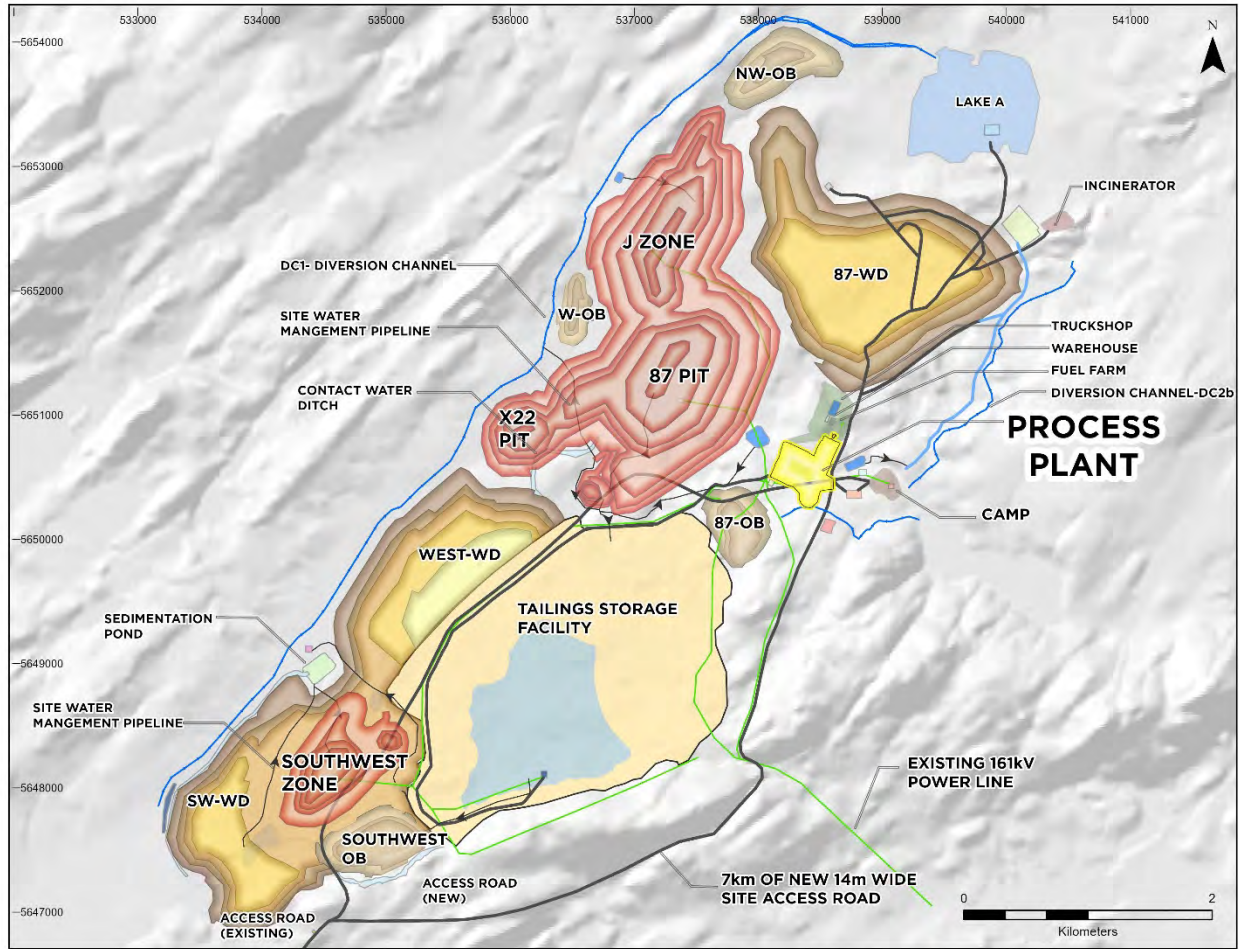 533000 534000 535000 536000 537000 538000 539000 540000 541000
N
5654000
NW-OB
LAKE A
5653000
INCINERATOR
J ZONE
DC1- DIVERSION CHANNEL
87-WD
5652000
W-OB
SITE WATER
MANGEMENT PIPELINE
TRUCKSHOP
WAREHOUSE
87 PIT
FUEL FARM
CONTACT WATER
DITCH
DIVERSION CHANNEL-DC2b
5651000
X22
PIT
PROCESS
PLANT
CAMP
87-OB
5650000
WEST-WD
TAILINGS STORAGE
FACILITY
SEDIMENTATION
POND
5649000
SITE WATER
MANGEMENT PIPELINE
SOUTHWEST
ZONE
EXISTING 161kV
POWER LINE
5648000
SW-WD
SOUTHWEST
OB
ACCESS ROAD
(NEW)
7km OF NEW 14m WIDE
SITE ACCESS ROAD
5647000
ACCESS ROAD
(EXISTING)
0 2
Kilometers